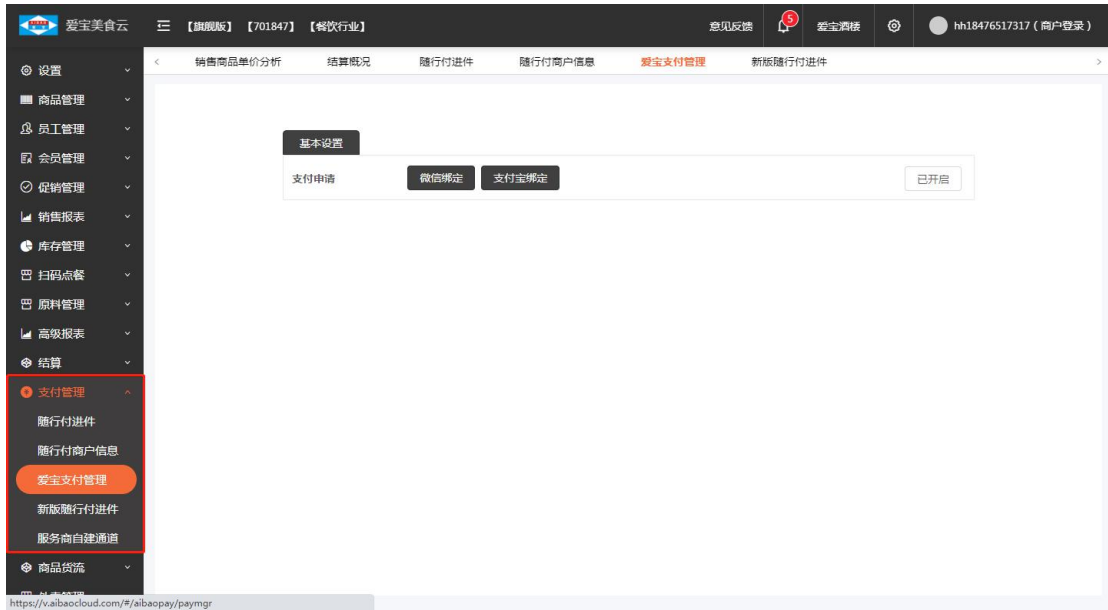 爱宝美食云 【旗舰版】 【701847】 【餐饮行业】 意见反馈 5 爱宝酒楼 hh18476517317 ( 商户登录 )
< 销售商品单价分析 结算概况 随行付进件 随行付商户信息 爱宝支付管理 新版随行付进件 >
设置
商品管理
员工管理
会员管理
促销管理
销售报表
库存管理
扫码点餐
原料管理
高级报表
结算
支付管理
随行付进件
随行付商户信息
爱宝支付管理
新版随行付进件
服务商自建通道
商品货流
基本设置
支付申请 微信绑定 支付宝绑定 已开启
https://v.aibaocloud.com/#/aibaopay/paymgr